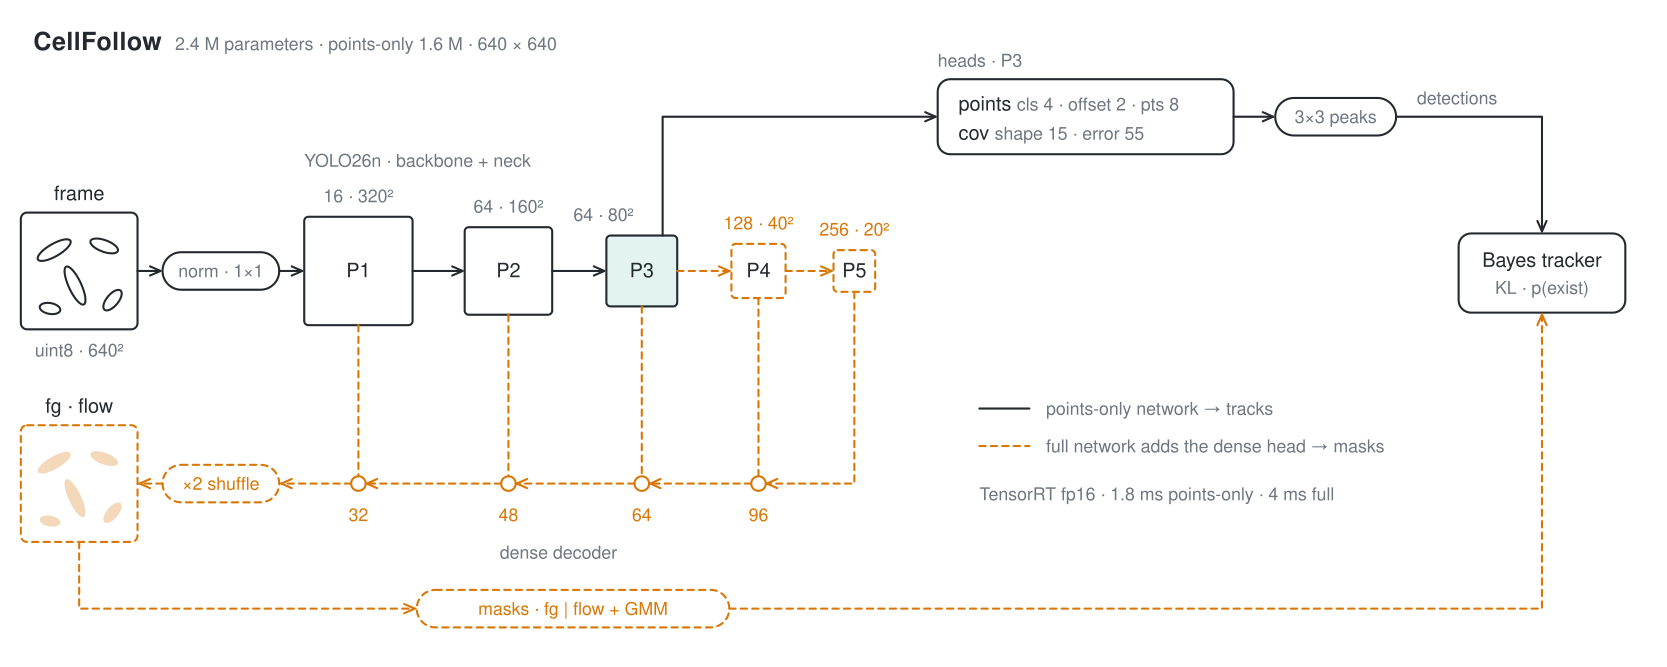 CellFollow 2.4 M parameters · points-only 1.6 M · 640 × 640
heads · P3
points cls 4 · offset 2 · pts 8
cov shape 15 · error 55
3×3 peaks
detections
YOLO26n · backbone + neck
frame
16 · 320²
64 · 160²
64 · 80²
128 · 40²
256 · 20²
norm · 1×1
P1
P2
P3
P4
P5
Bayes tracker
KL · p(exist)
uint8 · 640²
fg · flow
points-only network → tracks
full network adds the dense head → masks
TensorRT fp16 · 1.8 ms points-only · 4 ms full
×2 shuffle
32
48
64
96
dense decoder
masks · fg | flow + GMM